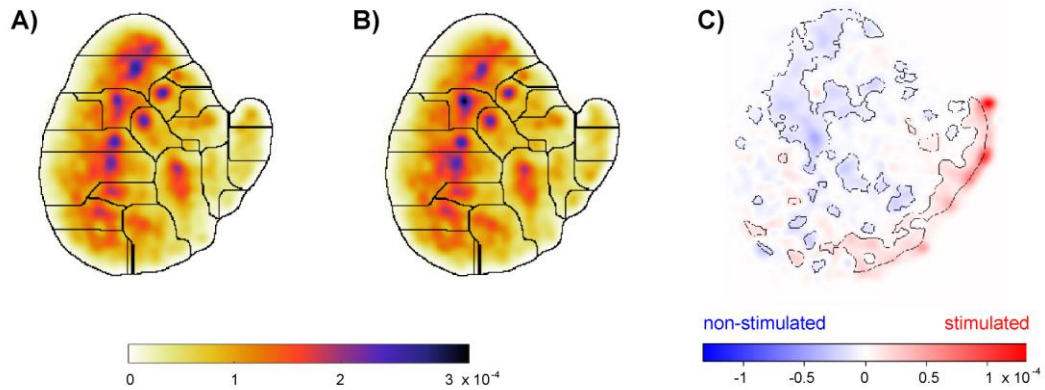 A)
B)
C)
non-stimulated
stimulated
0
1
2
3 x 10⁻⁴
-1
-0.5
0
0.5
1 x 10⁻⁴